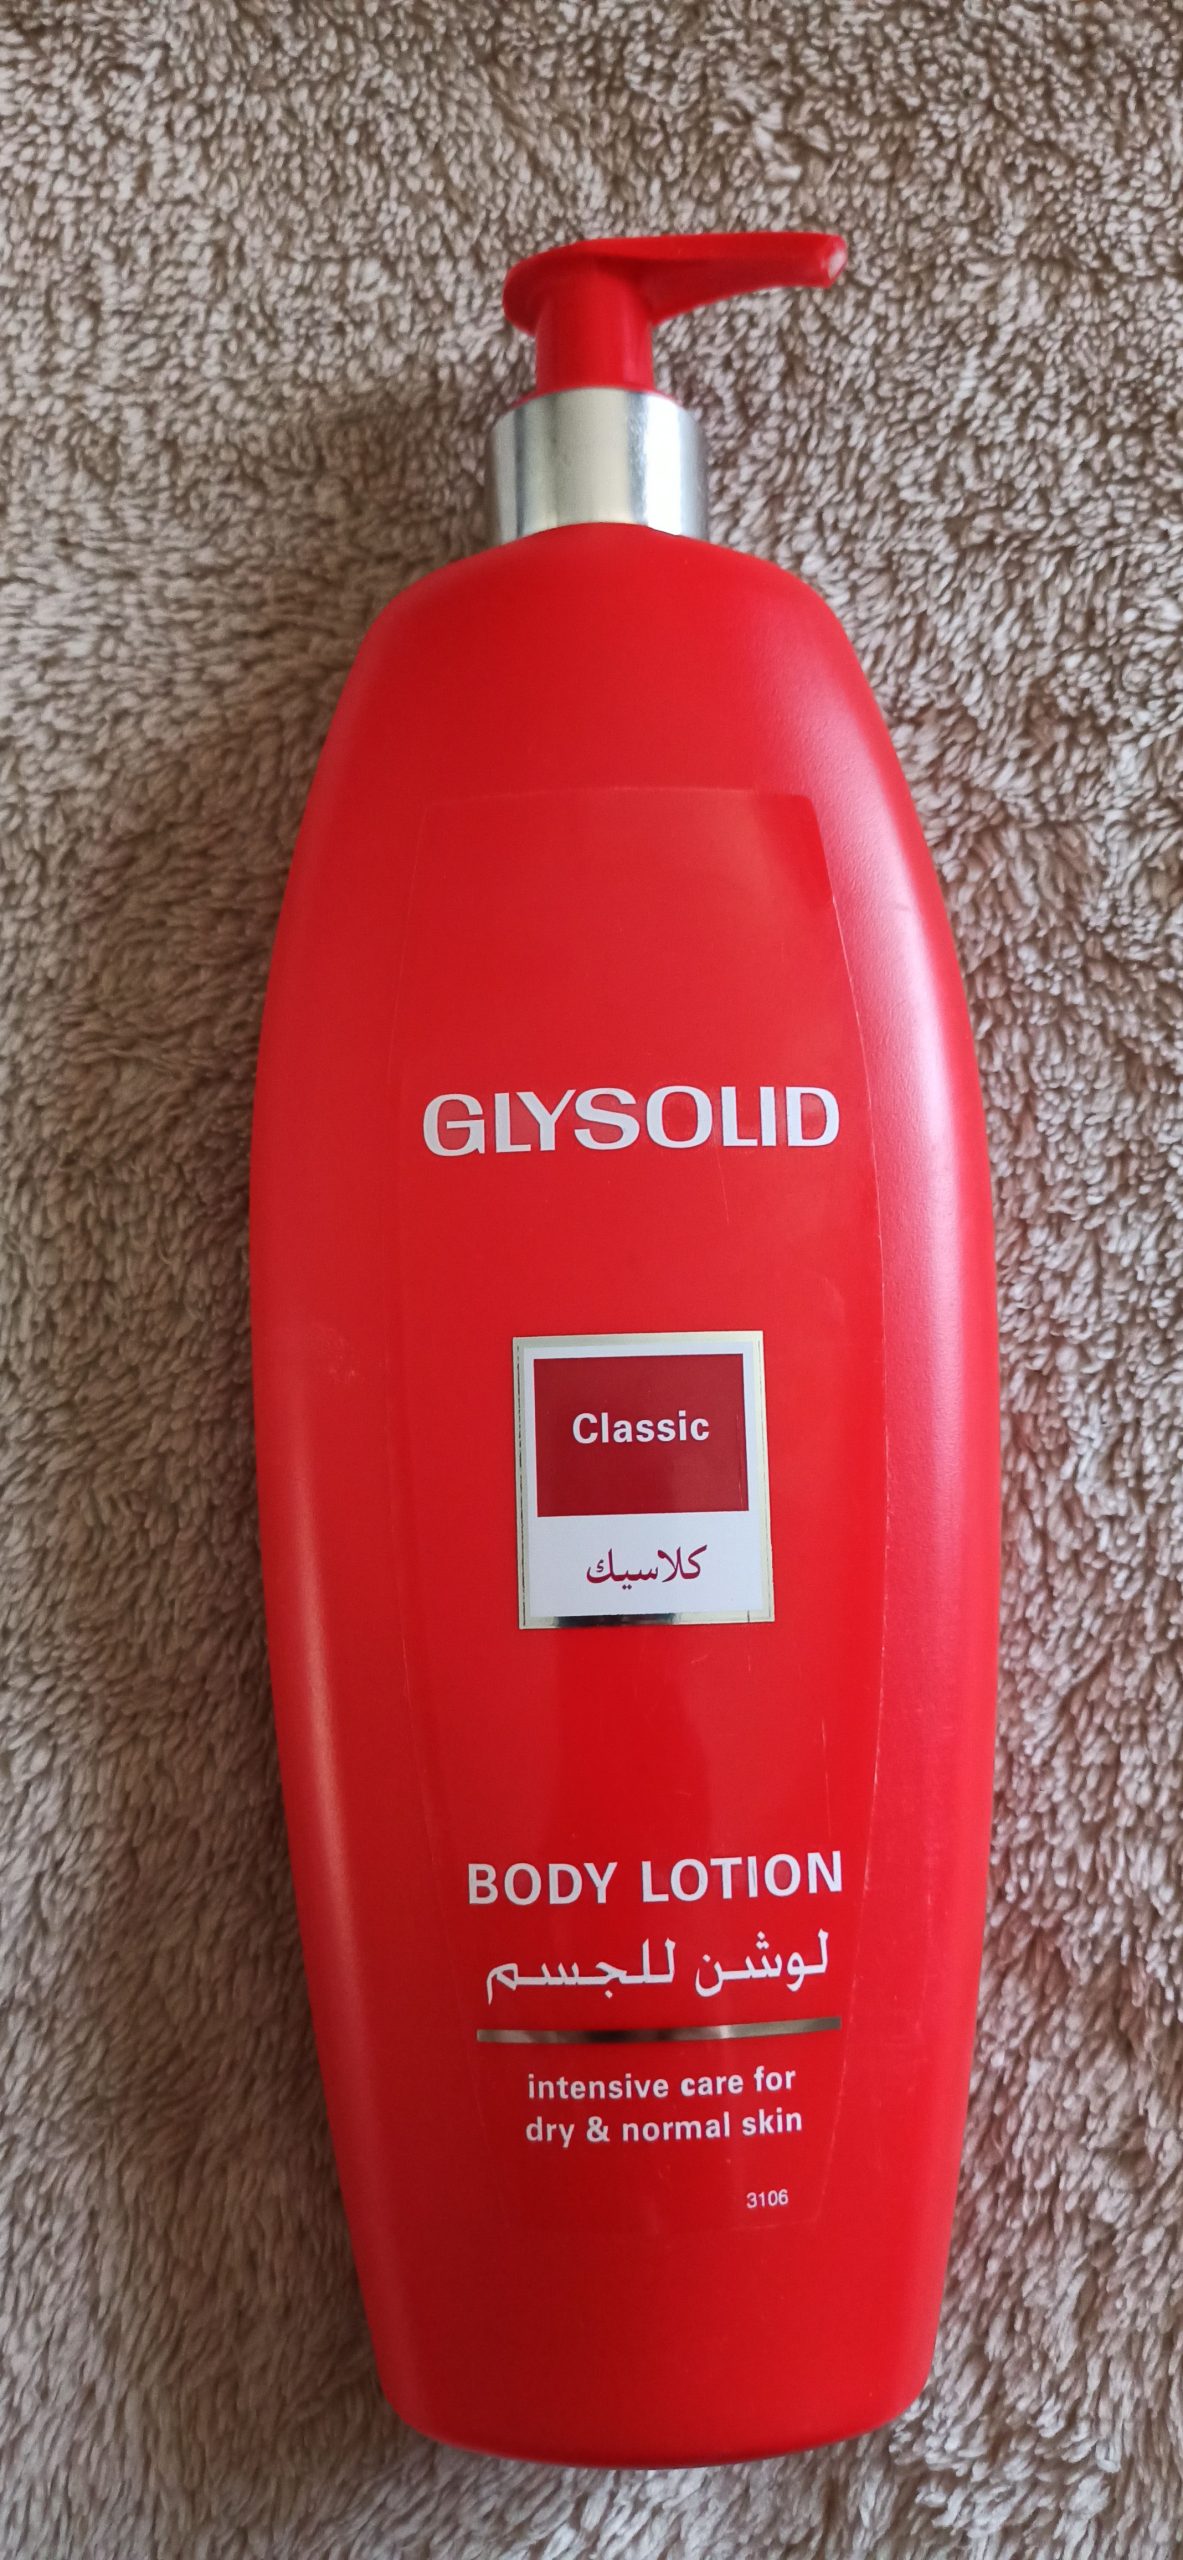 GLYSOLID
Classic
كلاسيك
BODY LOTION
لوشن للجسم
intensive care for
dry & normal skin
3106